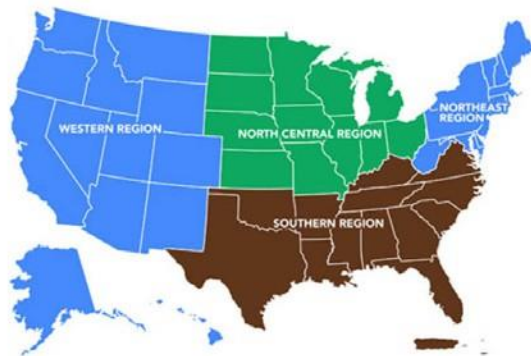 WESTERN REGION
NORTH CENTRAL REGION
NORTHEAST
REGION
SOUTHERN REGION